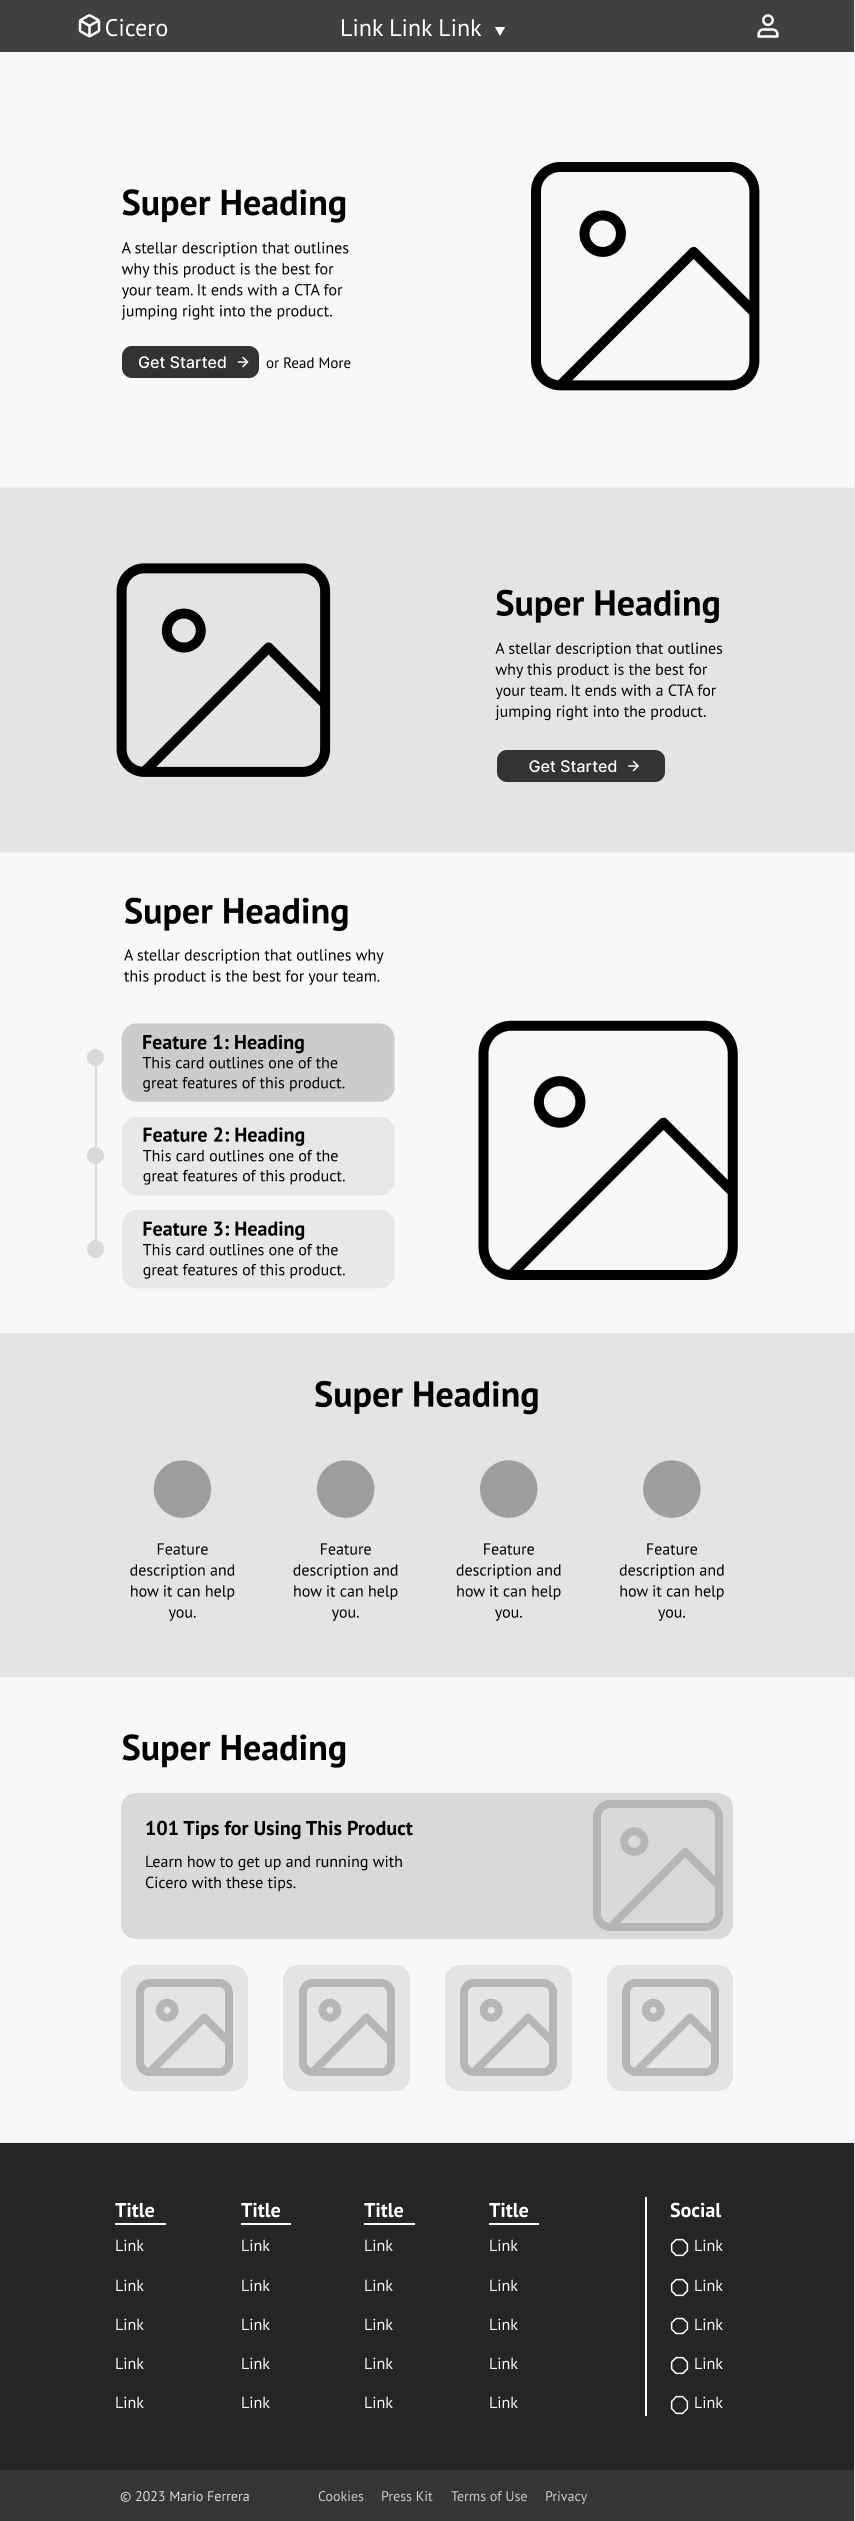 Cicero
Link Link Link
Super Heading
A stellar description that outlines
why this product is the best for
your team. It ends with a CTA for
jumping right into the product.
Get Started
or Read More
Super Heading
A stellar description that outlines
why this product is the best for
your team. It ends with a CTA for
jumping right into the product.
Get Started
Super Heading
A stellar description that outlines why
this product is the best for your team.
Feature 1: Heading
This card outlines one of the
great features of this product.
Feature 2: Heading
This card outlines one of the
great features of this product.
Feature 3: Heading
This card outlines one of the
great features of this product.
Super Heading
Feature
description and
how it can help
you.
Feature
description and
how it can help
you.
Feature
description and
how it can help
you.
Feature
description and
how it can help
you.
Super Heading
101 Tips for Using This Product
Learn how to get up and running with
Cicero with these tips.
Title
Link
Link
Link
Link
Link
Title
Link
Link
Link
Link
Link
Title
Link
Link
Link
Link
Link
Title
Link
Link
Link
Link
Link
Social
Link
Link
Link
Link
Link
© 2023 Mario Ferrera
Cookies
Press Kit
Terms of Use
Privacy